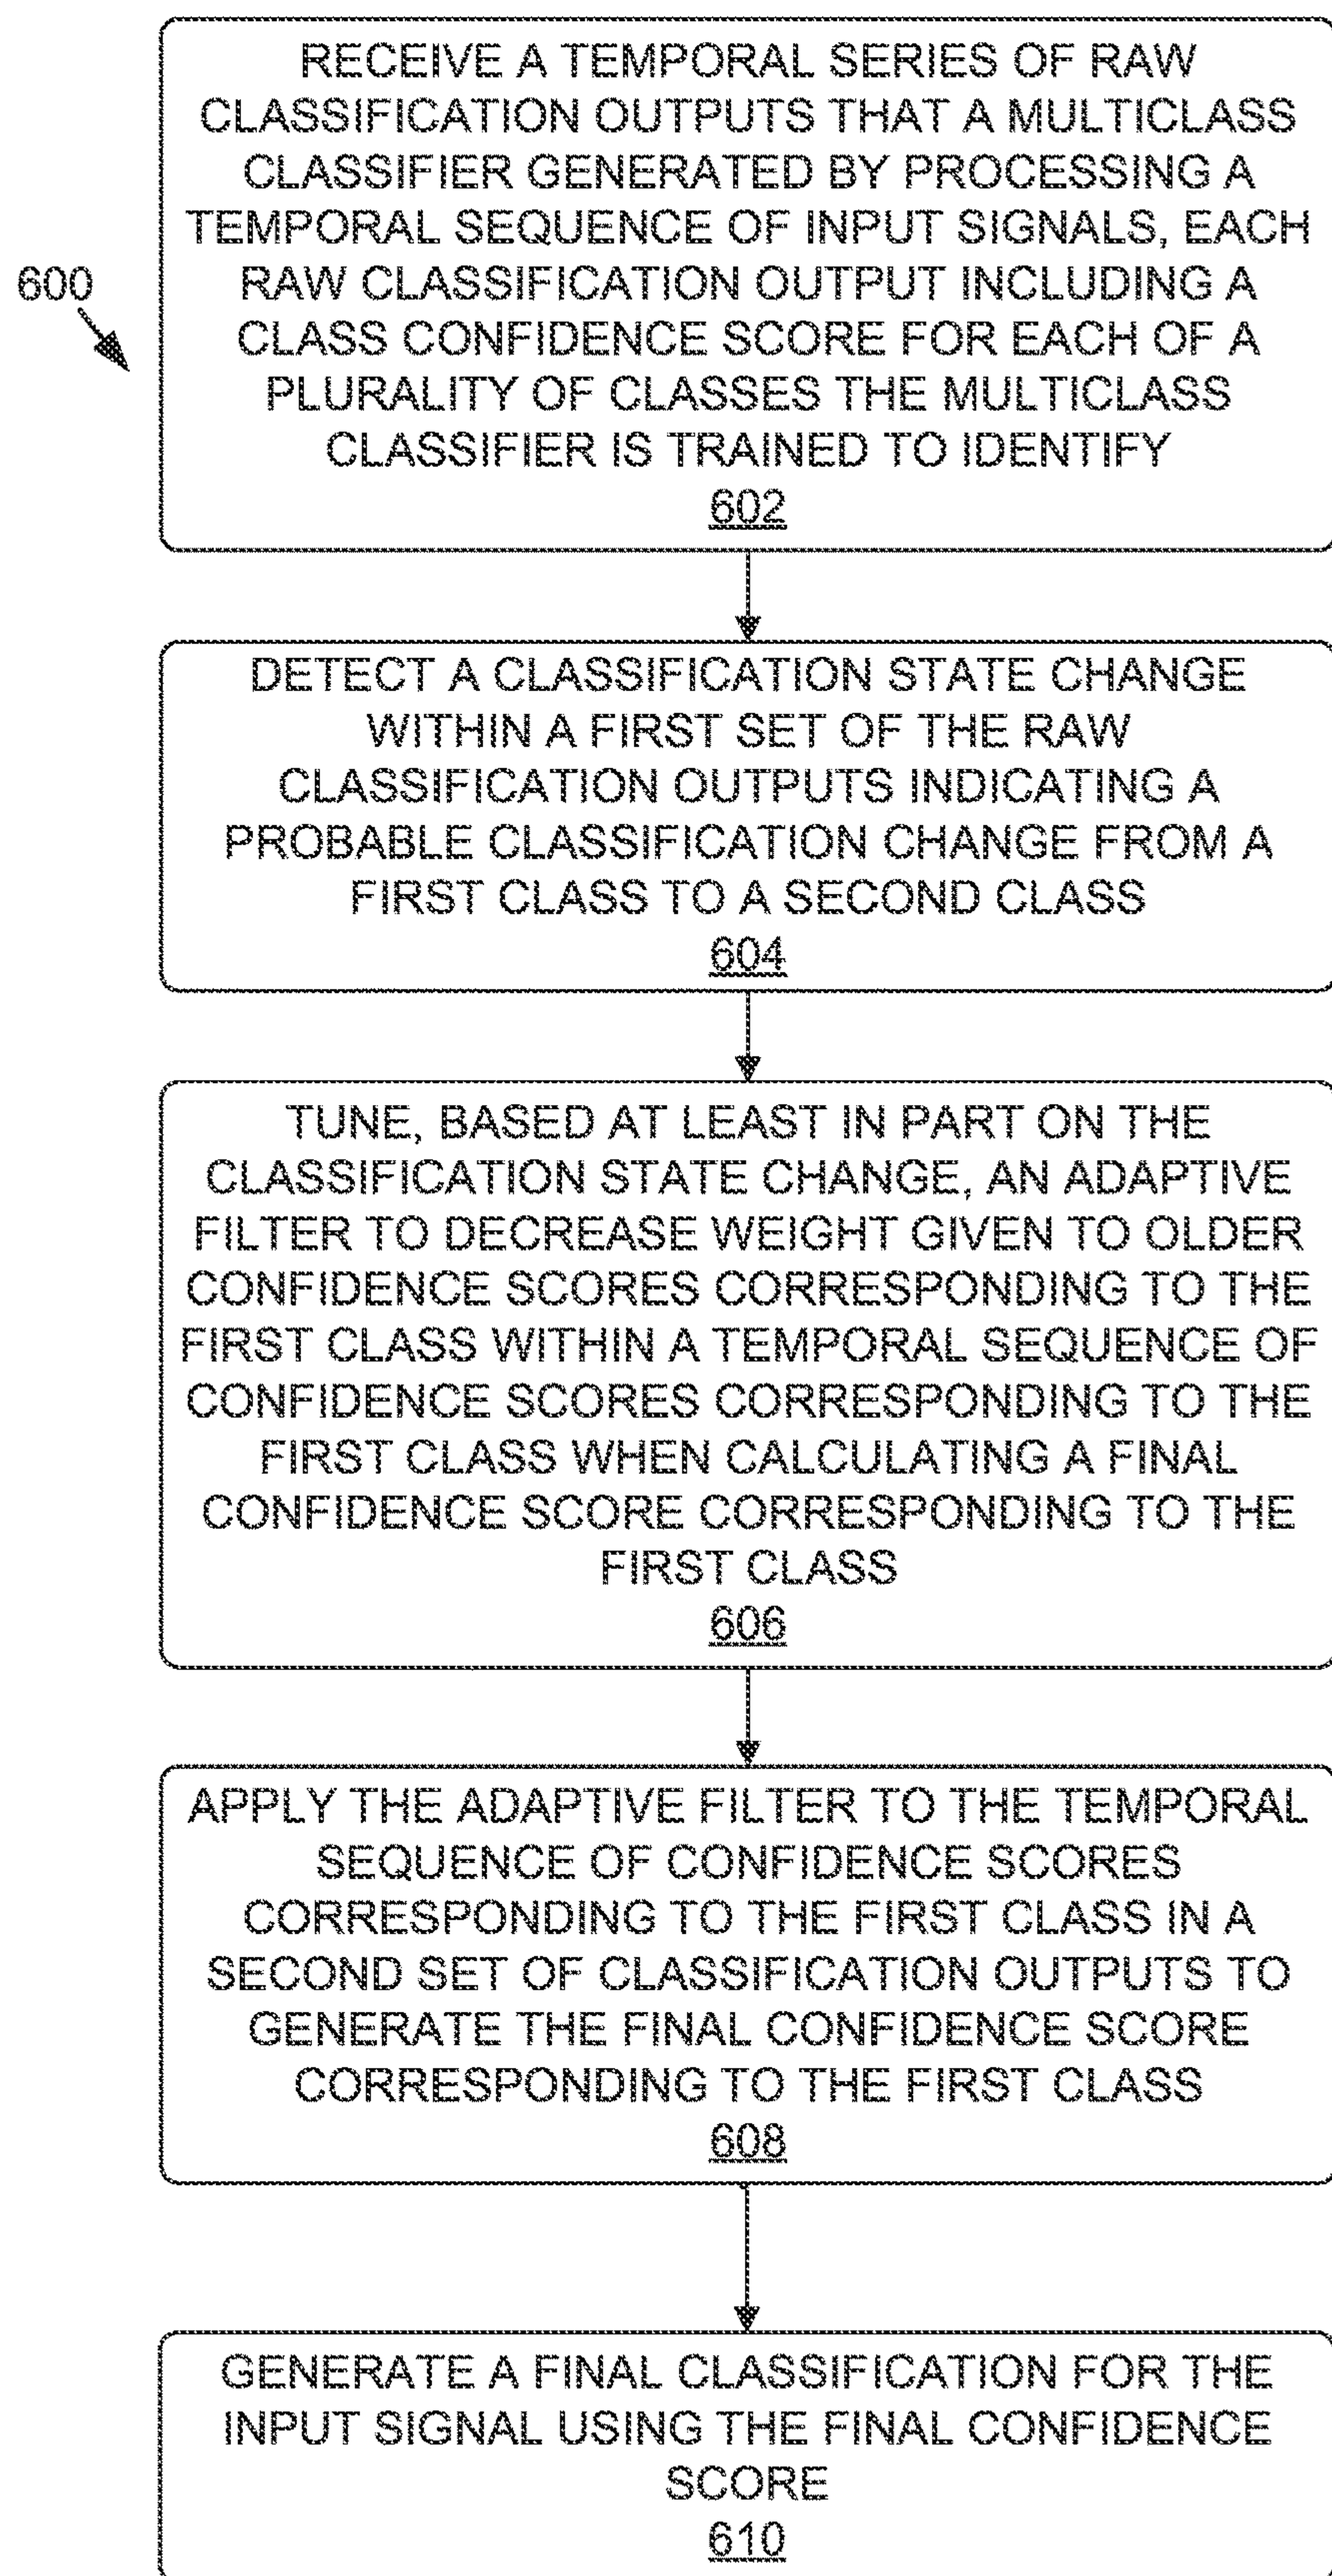 RECEIVE A TEMPORAL SERIES OF RAW
CLASSIFICATION OUTPUTS THAT A MULTICLASS
CLASSIFIER GENERATED BY PROCESSING A
TEMPORAL SEQUENCE OF INPUT SIGNALS, EACH
RAW CLASSIFICATION OUTPUT INCLUDING A
CLASS CONFIDENCE SCORE FOR EACH OF A
PLURALITY OF CLASSES THE MULTICLASS
CLASSIFIER IS TRAINED TO IDENTIFY
602
600
DETECT A CLASSIFICATION STATE CHANGE
WITHIN A FIRST SET OF THE RAW
CLASSIFICATION OUTPUTS INDICATING A
PROBABLE CLASSIFICATION CHANGE FROM A
FIRST CLASS TO A SECOND CLASS
604
TUNE, BASED AT LEAST IN PART ON THE
CLASSIFICATION STATE CHANGE, AN ADAPTIVE
FILTER TO DECREASE WEIGHT GIVEN TO OLDER
CONFIDENCE SCORES CORRESPONDING TO THE
FIRST CLASS WITHIN A TEMPORAL SEQUENCE OF
CONFIDENCE SCORES CORRESPONDING TO THE
FIRST CLASS WHEN CALCULATING A FINAL
CONFIDENCE SCORE CORRESPONDING TO THE
FIRST CLASS
606
APPLY THE ADAPTIVE FILTER TO THE TEMPORAL
SEQUENCE OF CONFIDENCE SCORES
CORRESPONDING TO THE FIRST CLASS IN A
SECOND SET OF CLASSIFICATION OUTPUTS TO
GENERATE THE FINAL CONFIDENCE SCORE
CORRESPONDING TO THE FIRST CLASS
608
GENERATE A FINAL CLASSIFICATION FOR THE
INPUT SIGNAL USING THE FINAL CONFIDENCE
SCORE
610